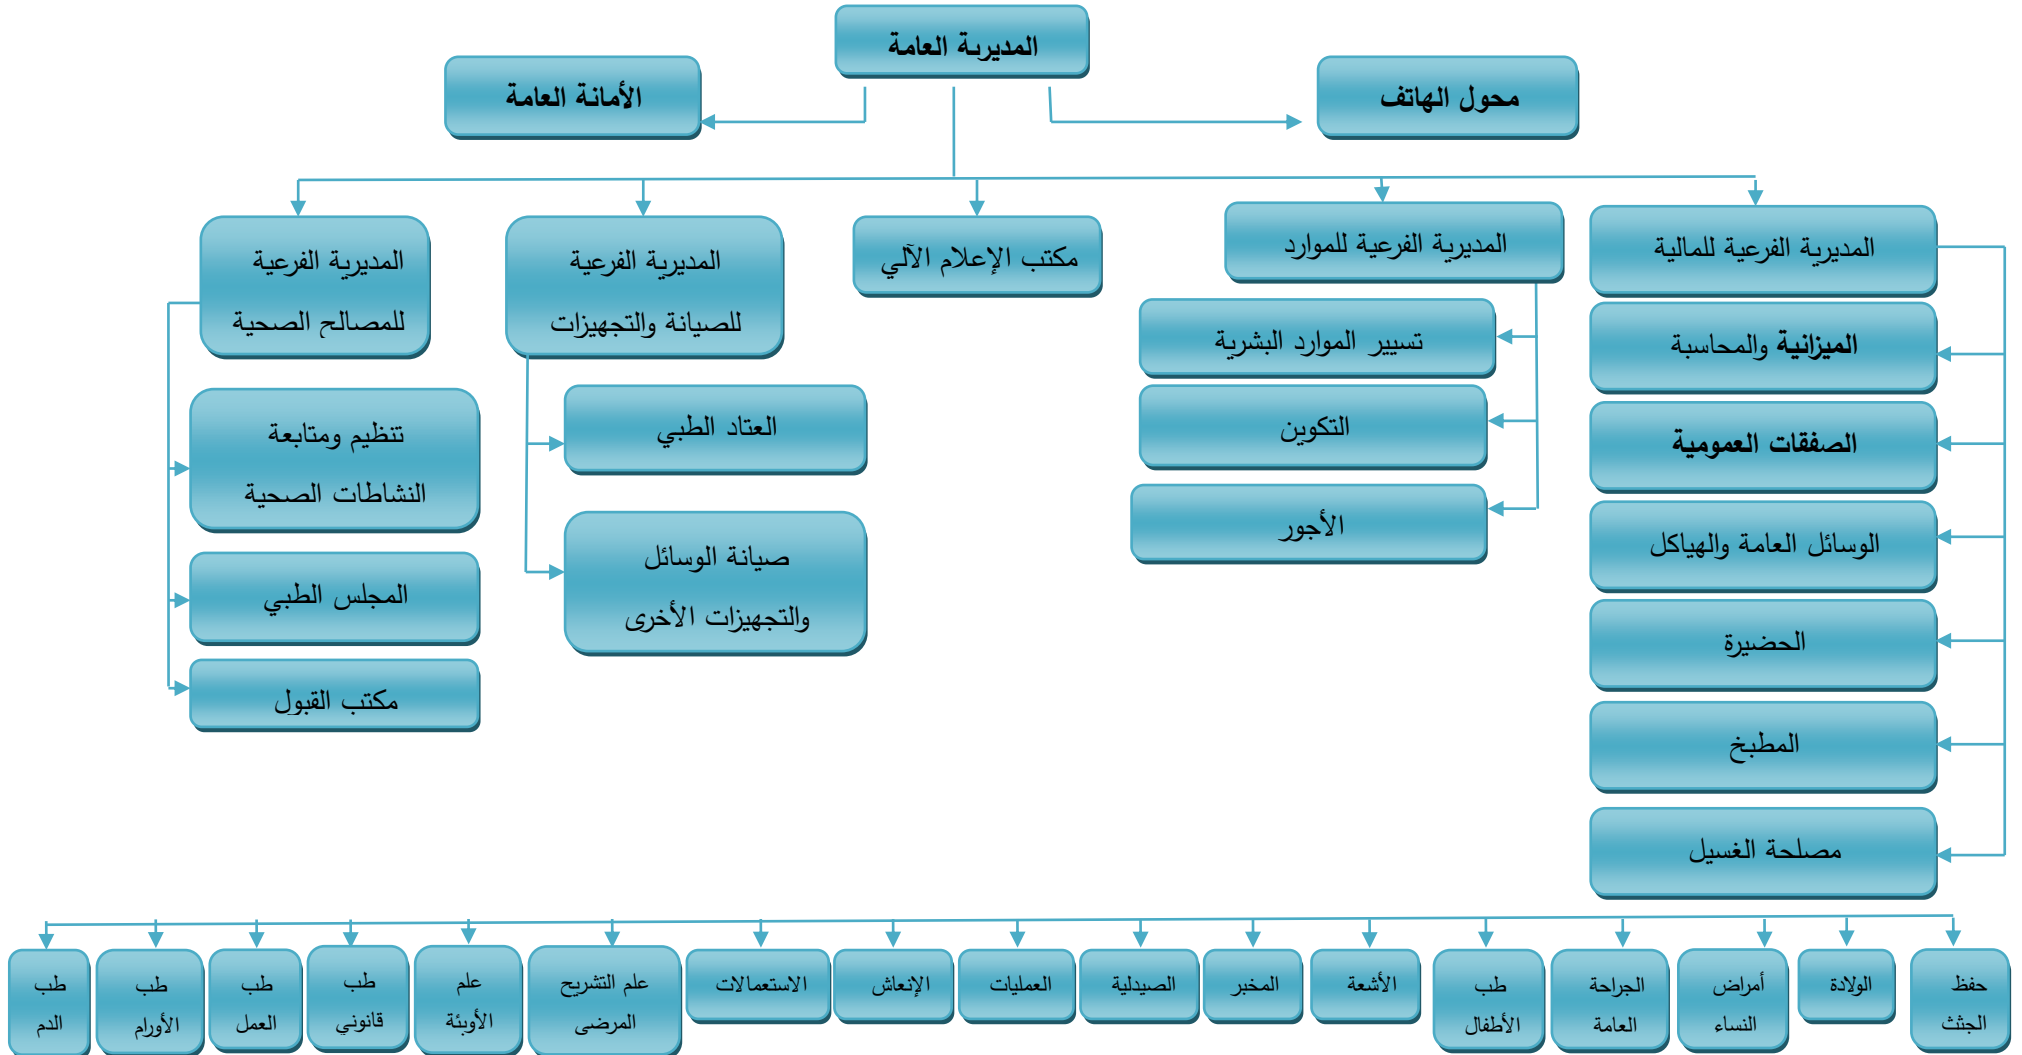 المديرية العامة
محول الهاتف
الأمانة العامة
المديرية الفرعية للمالية
المديرية الفرعية للموارد
مكتب الإعلام الآلي
المديرية الفرعية
للصيانة والتجهيزات
المديرية الفرعية
للمصالح الصحية
الميزانية والمحاسبة
الصفقات العمومية
الوسائل العامة والهياكل
الحضيرة
المطبخ
مصلحة الغسيل
تسيير الموارد البشرية
التكوين
الأجور
العتاد الطبي
صيانة الوسائل
والتجهيزات الأخرى
تنظيم ومتابعة
النشاطات الصحية
المجلس الطبي
مكتب القبول
حفظ
الجثث
الولادة
أمراض
النساء
الجراحة
العامة
طب
الأطفال
الأشعة
المخبر
الصيدلية
العمليات
الإنعاش
الاستعمالات
علم التشريح
المرضى
علم
الأوبئة
طب
قانوني
طب
العمل
طب
الأورام
طب
الدم